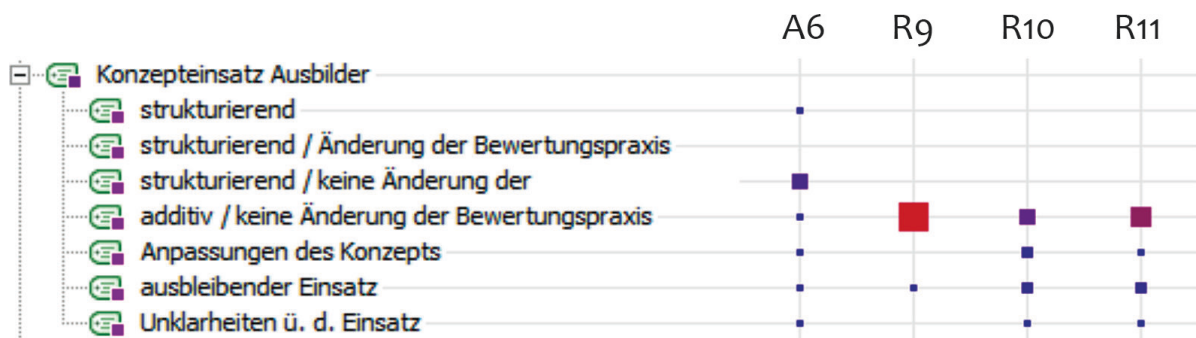 A6 R9 R10 R11
Konzepteinsatz Ausbilder
strukturierend
strukturierend / Änderung der Bewertungspraxis
strukturierend / keine Änderung der
additiv / keine Änderung der Bewertungspraxis
Anpassungen des Konzepts
ausbleibender Einsatz
Unklarheiten ü. d. Einsatz